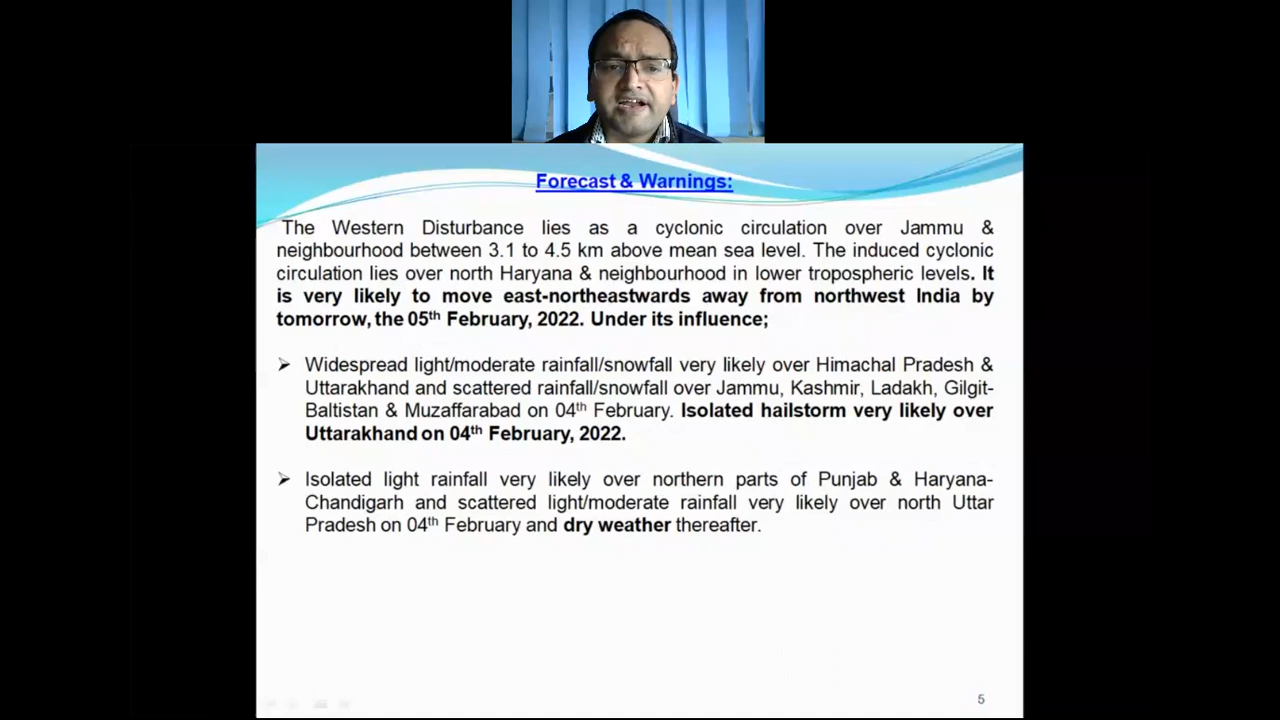 Forecast & Warnings:
The Western Disturbance lies as a cyclonic circulation over Jammu &
neighbourhood between 3.1 to 4.5 km above mean sea level. The induced cyclonic
circulation lies over north Haryana & neighbourhood in lower tropospheric levels. It
is very likely to move east-northeastwards away from northwest India by
tomorrow, the 05th February, 2022. Under its influence;
➢ Widespread light/moderate rainfall/snowfall very likely over Himachal Pradesh &
Uttarakhand and scattered rainfall/snowfall over Jammu, Kashmir, Ladakh, Gilgit-
Baltistan & Muzaffarabad on 04th February. Isolated hailstorm very likely over
Uttarakhand on 04th February, 2022.
➢ Isolated light rainfall very likely over northern parts of Punjab & Haryana-
Chandigarh and scattered light/moderate rainfall very likely over north Uttar
Pradesh on 04th February and dry weather thereafter.
5